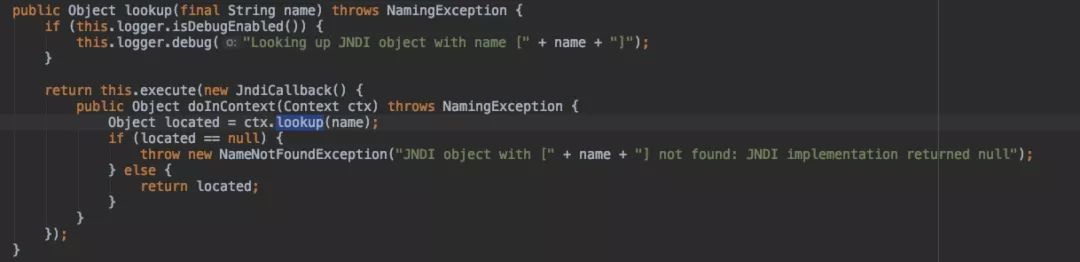 public Object lookup(final String name) throws NamingException {
    if (this.logger.isDebugEnabled()) {
        this.logger.debug( o: "Looking up JNDI object with name [" + name + "]");
    }

    return this.execute(new JndiCallback() {
        public Object doInContext(Context ctx) throws NamingException {
            Object located = ctx.lookup(name);
            if (located == null) {
                throw new NameNotFoundException("JNDI object with [" + name + "] not found: JNDI implementation returned null");
            } else {
                return located;
            }
        }
    });
}